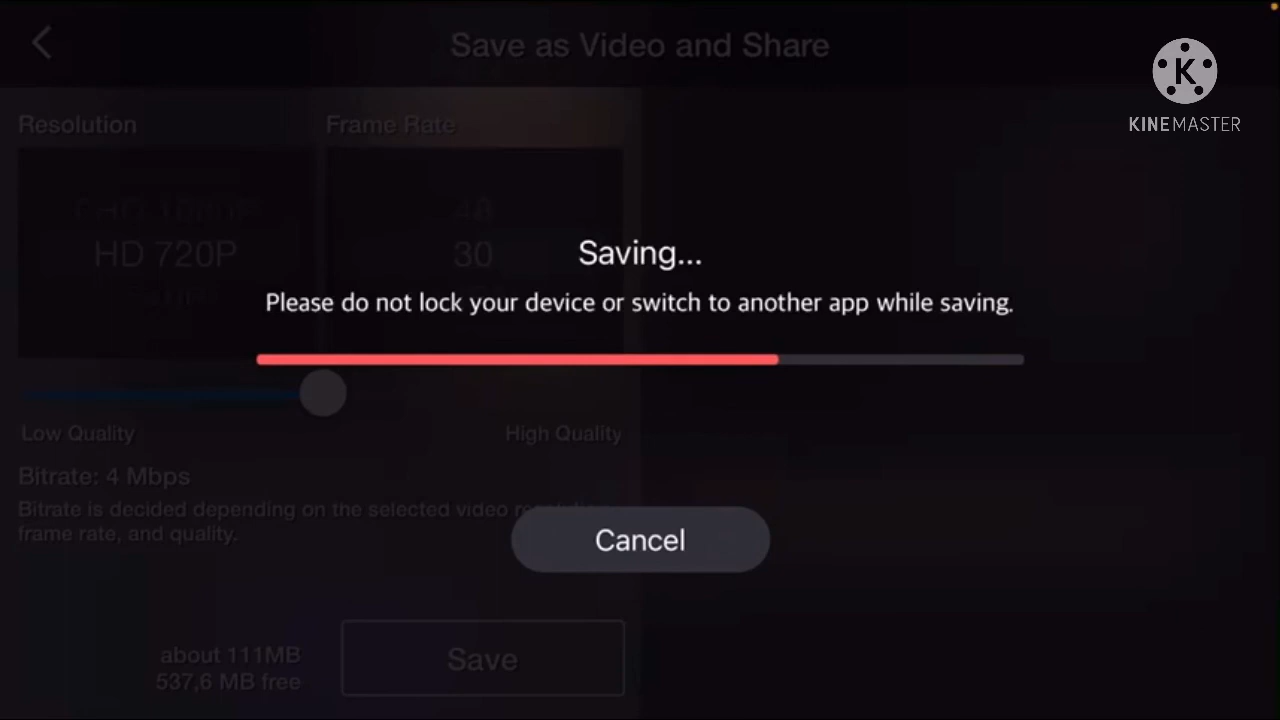 Save as Video and Share
K
KINEMASTER
Resolution
Frame Rate
HD 720P
30
Saving...
Please do not lock your device or switch to another app while saving.
Low Quality
High Quality
Bitrate: 4 Mbps
Bitrate is decided depending on the selected video
frame rate, and quality.
Cancel
about 111MB
537,6 MB free
Save